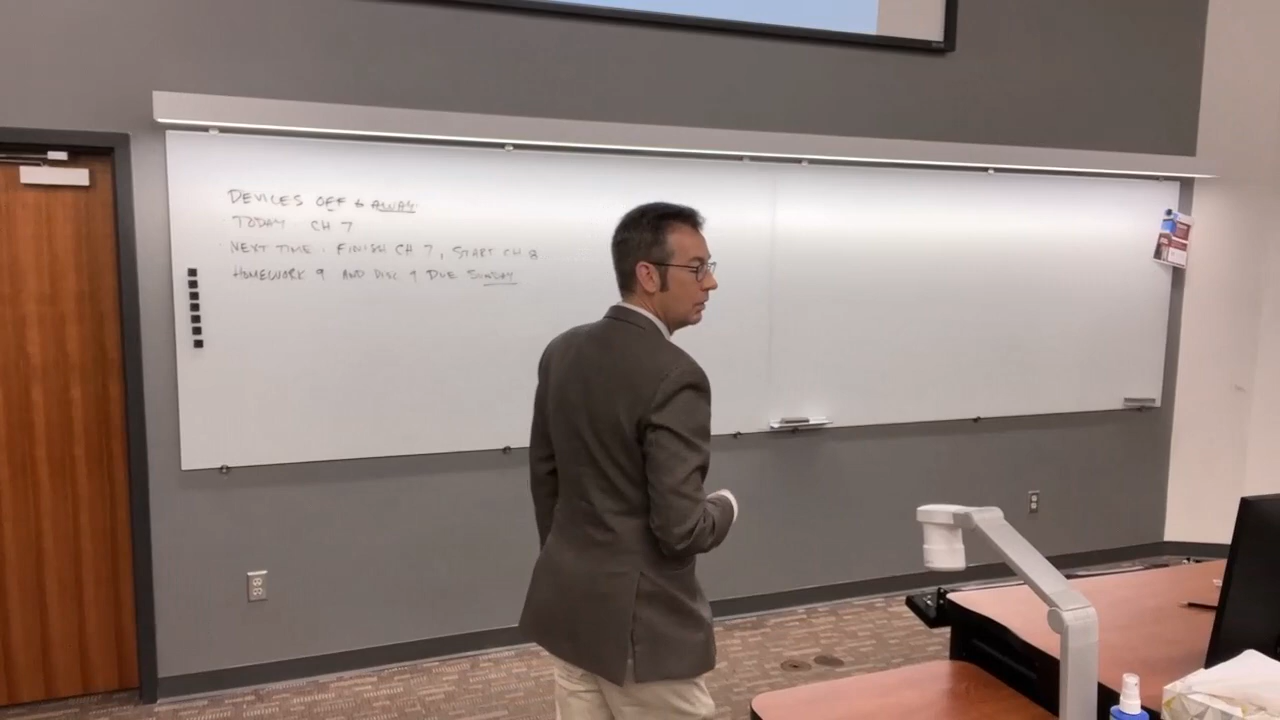 DEVICES OFF & AWAY
TODAY CH 7
NEXT TIME: FINISH CH 7, START CH 8
HOMEWORK 9 AND DISC 9 DUE SUNDAY